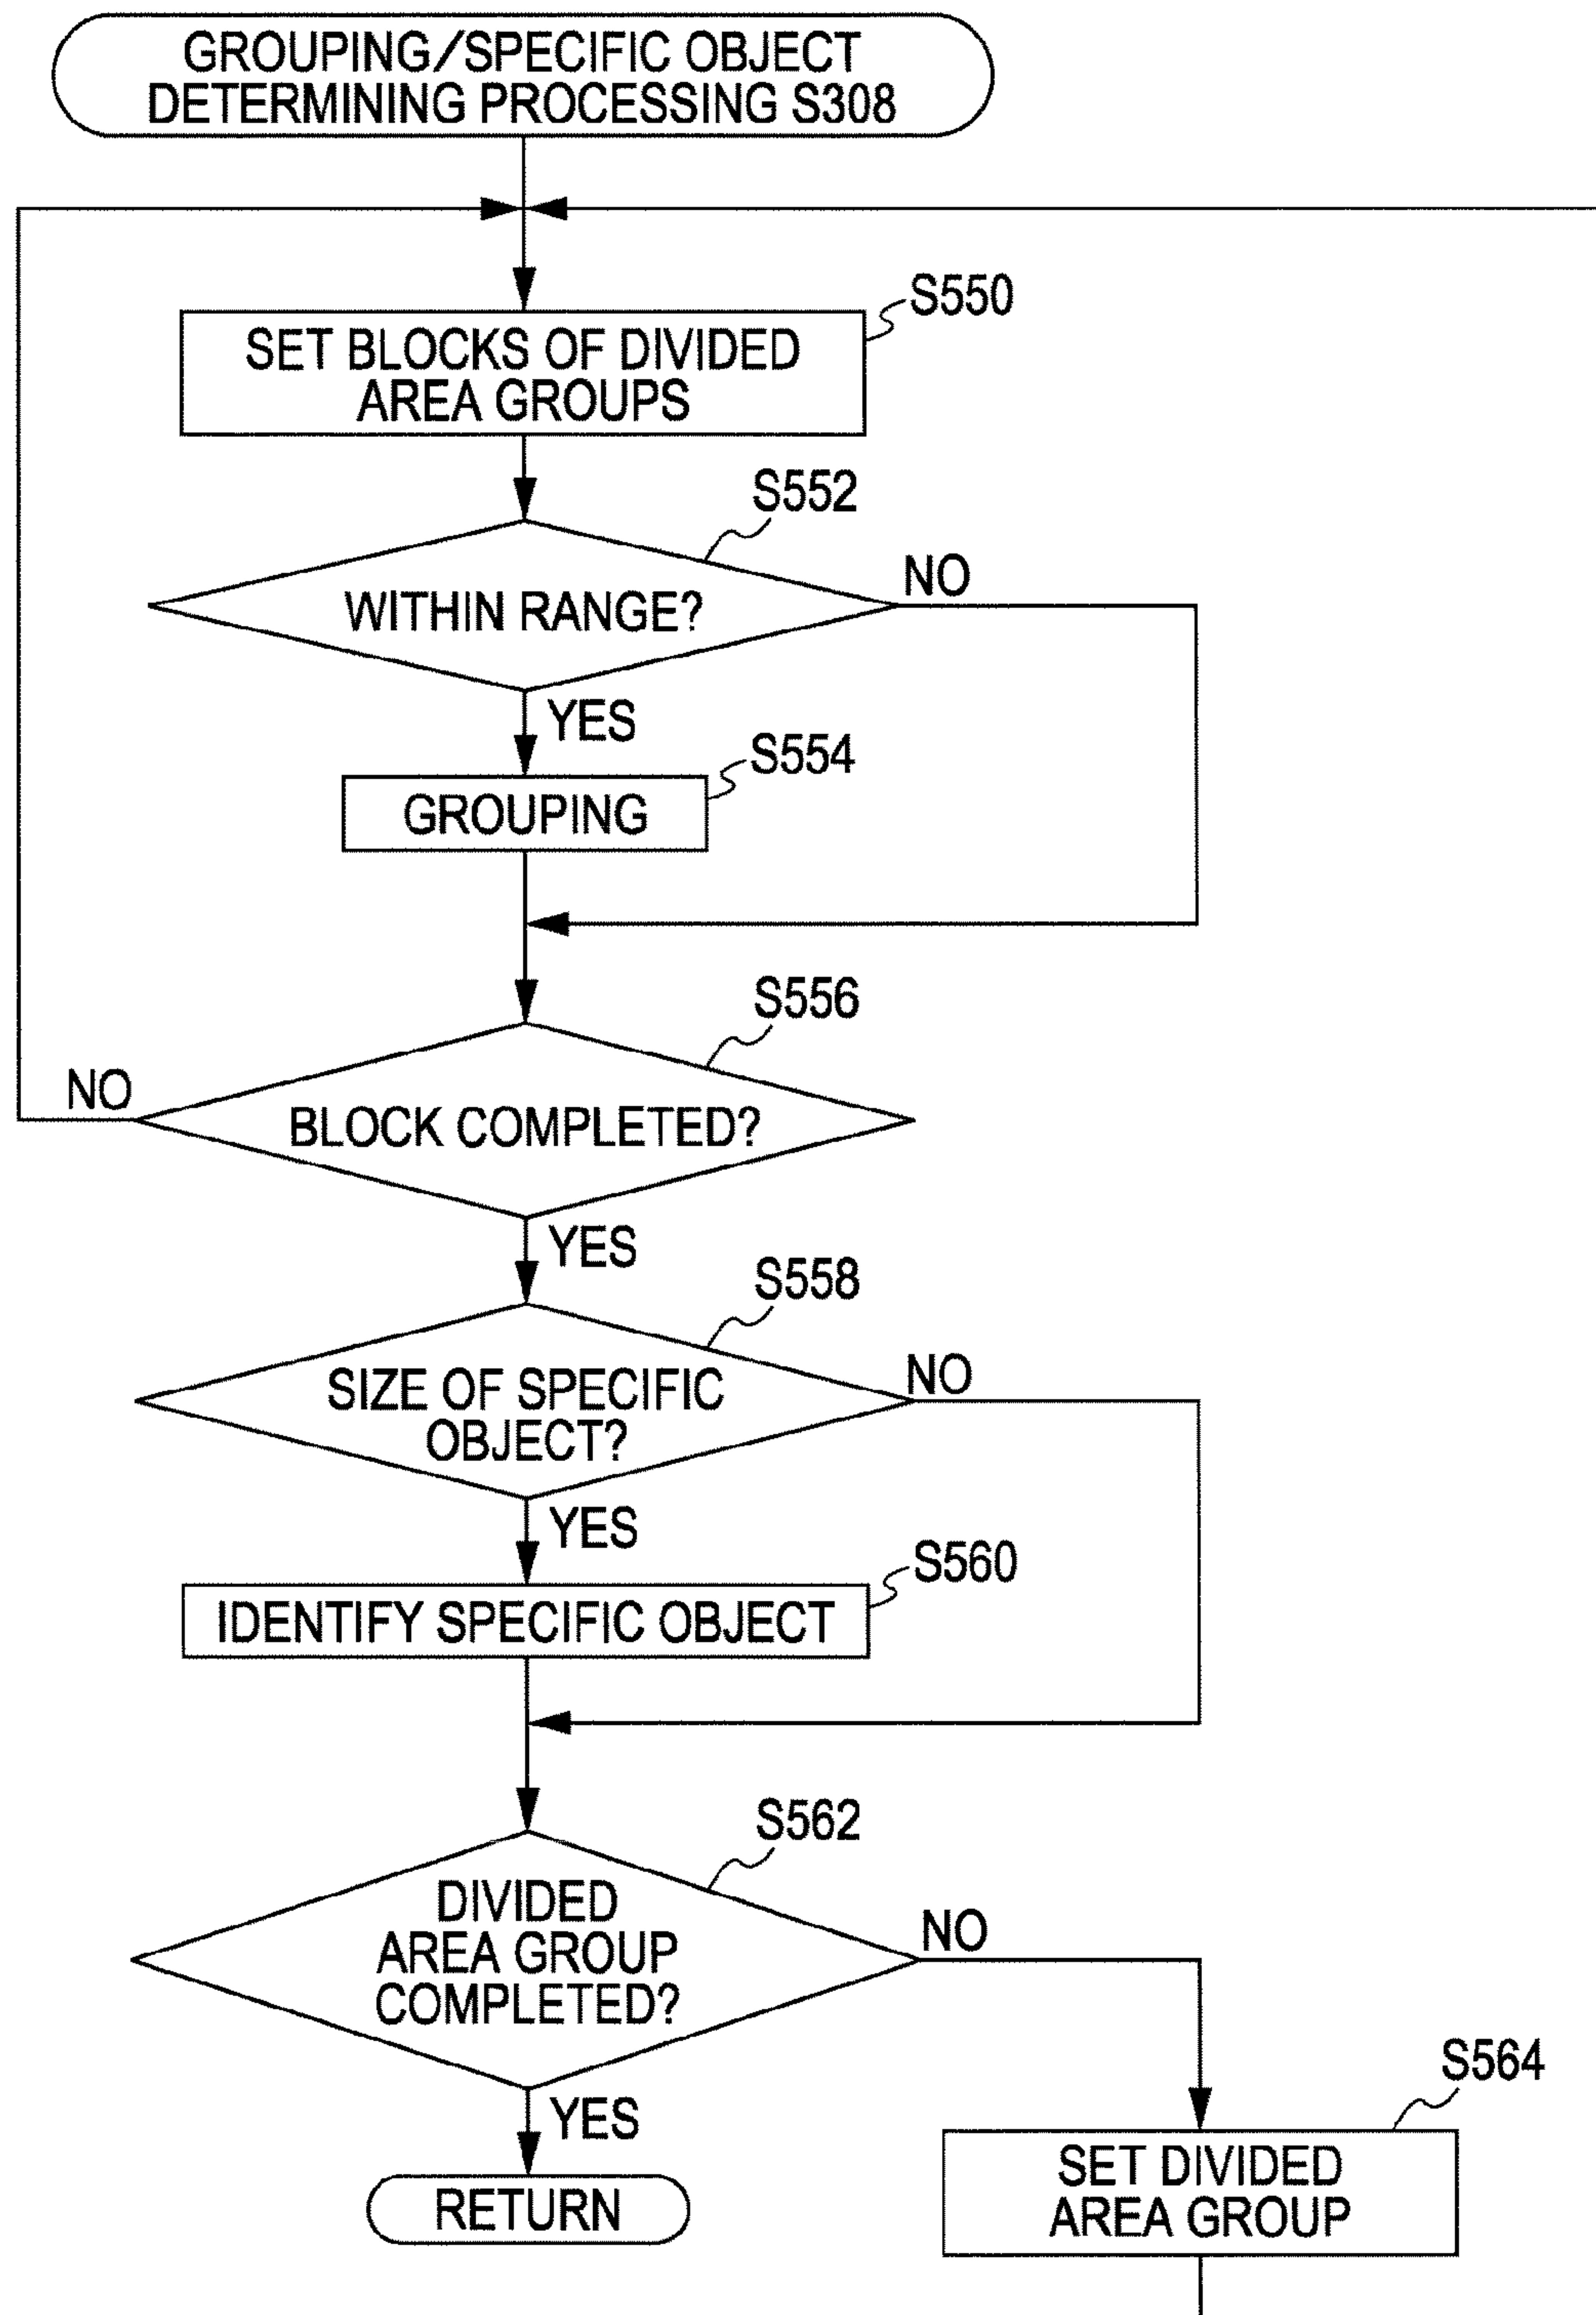 GROUPING/SPECIFIC OBJECT
DETERMINING PROCESSING S308
S550
SET BLOCKS OF DIVIDED
AREA GROUPS
S552
WITHIN RANGE?
NO
YES
S554
GROUPING
S556
NO
BLOCK COMPLETED?
YES
S558
SIZE OF SPECIFIC
OBJECT?
NO
YES
S560
IDENTIFY SPECIFIC OBJECT
S562
DIVIDED
AREA GROUP
COMPLETED?
NO
YES
S564
SET DIVIDED
AREA GROUP
RETURN